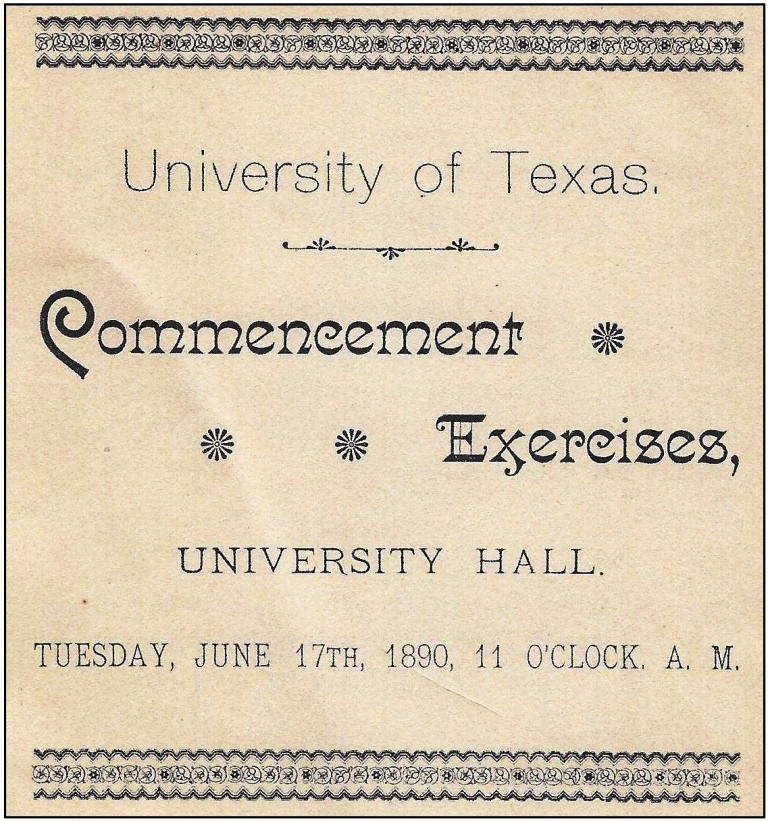 University of Texas.
Commencement
Exercises,
UNIVERSITY HALL.
TUESDAY, JUNE 17TH, 1890, 11 O'CLOCK. A. M.